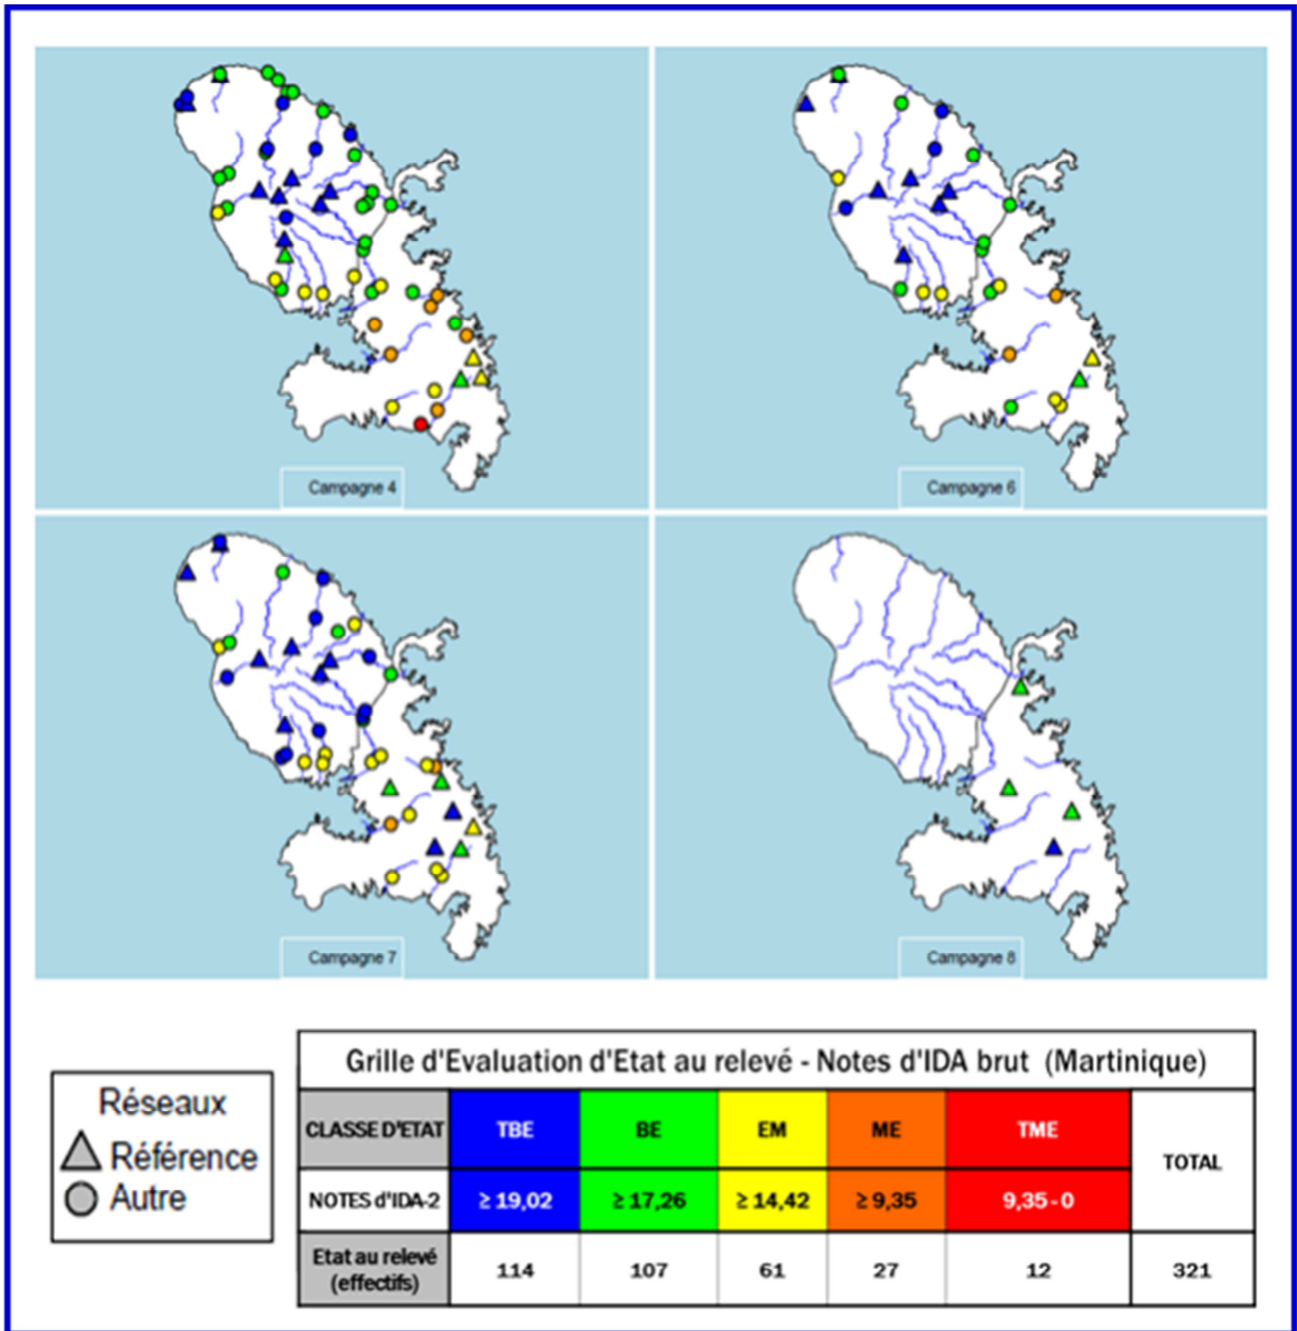 Campagne 4
Campagne 6
Campagne 7
Campagne 8
Réseaux
Référence
Autre
Grille d'Evaluation d'Etat au relevé - Notes d'IDA brut (Martinique)
CLASSE D'ETAT TBE BE EM ME TME TOTAL
NOTES d'IDA-2 ≥ 19,02 ≥ 17,26 ≥ 14,42 ≥ 9,35 9,35 - 0
Etat au relevé
(effectifs) 114 107 61 27 12 321